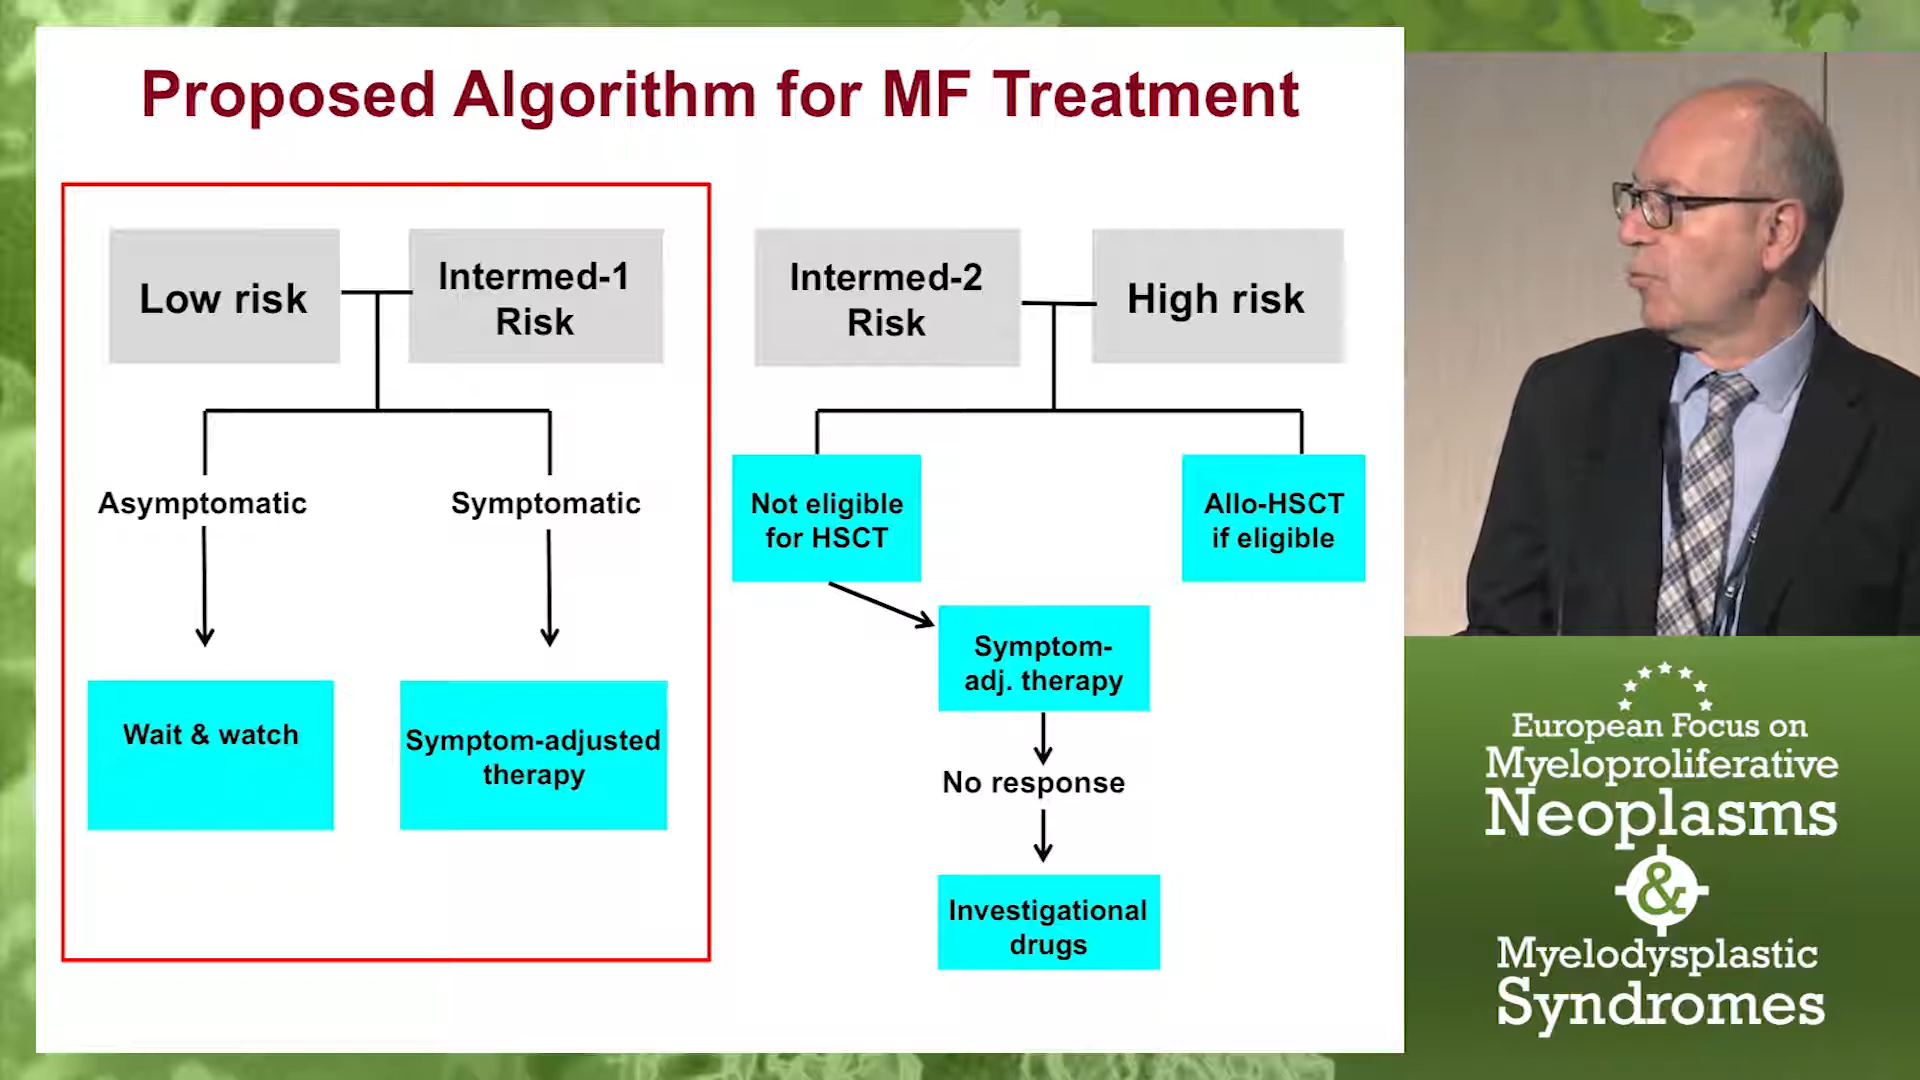 Proposed Algorithm for MF Treatment
Low risk
Intermed-1
Risk
Intermed-2
Risk
High risk
Asymptomatic
Symptomatic
Not eligible
for HSCT
Allo-HSCT
if eligible
Symptom-
adj. therapy
Wait & watch
Symptom-adjusted
therapy
No response
Investigational
drugs
European Focus on
Myeloproliferative
Neoplasms
&
Myelodysplastic
Syndromes